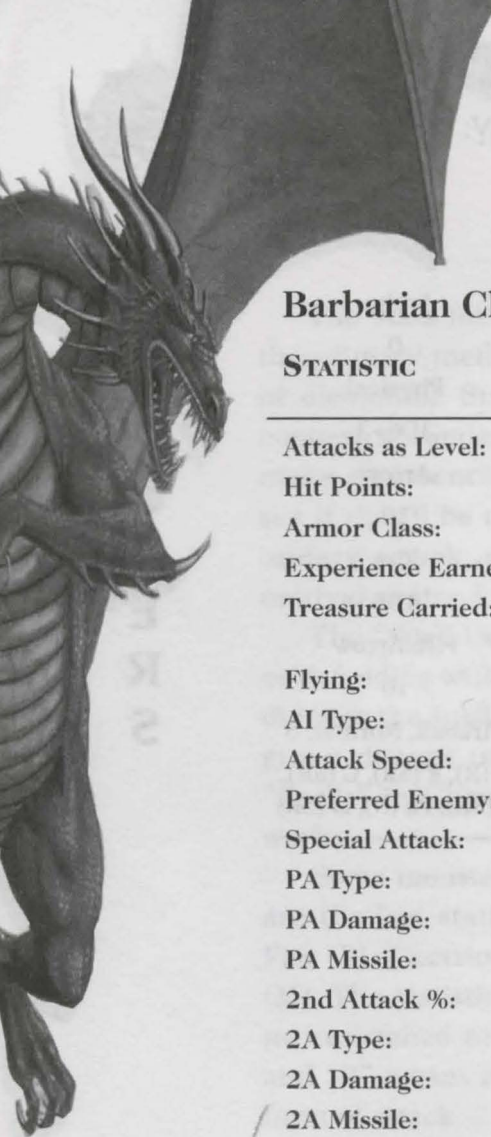 Barbarian Cl
STATISTIC
Attacks as Level:
Hit Points:
Armor Class:
Experience Earne
Treasure Carried:
Flying:
AI Type:
Attack Speed:
Preferred Enemy
Special Attack:
PA Type:
PA Damage:
PA Missile:
2nd Attack %:
2A Type:
2A Damage:
2A Missile: